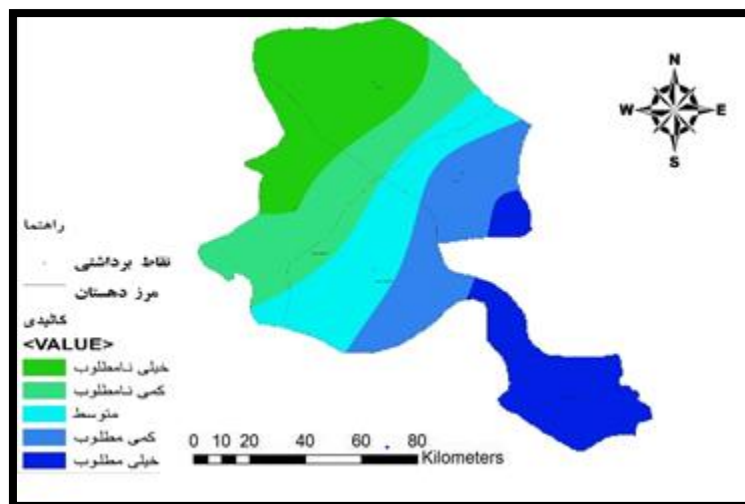 N
W E
S
راهنما
نقاط برداشتی
مرز دهستان
کالبدی
<VALUE>
خیلی نامطلوب
کمی نامطلوب
متوسط
کمی مطلوب
خیلی مطلوب
0 10 20 40 60 80
Kilometers